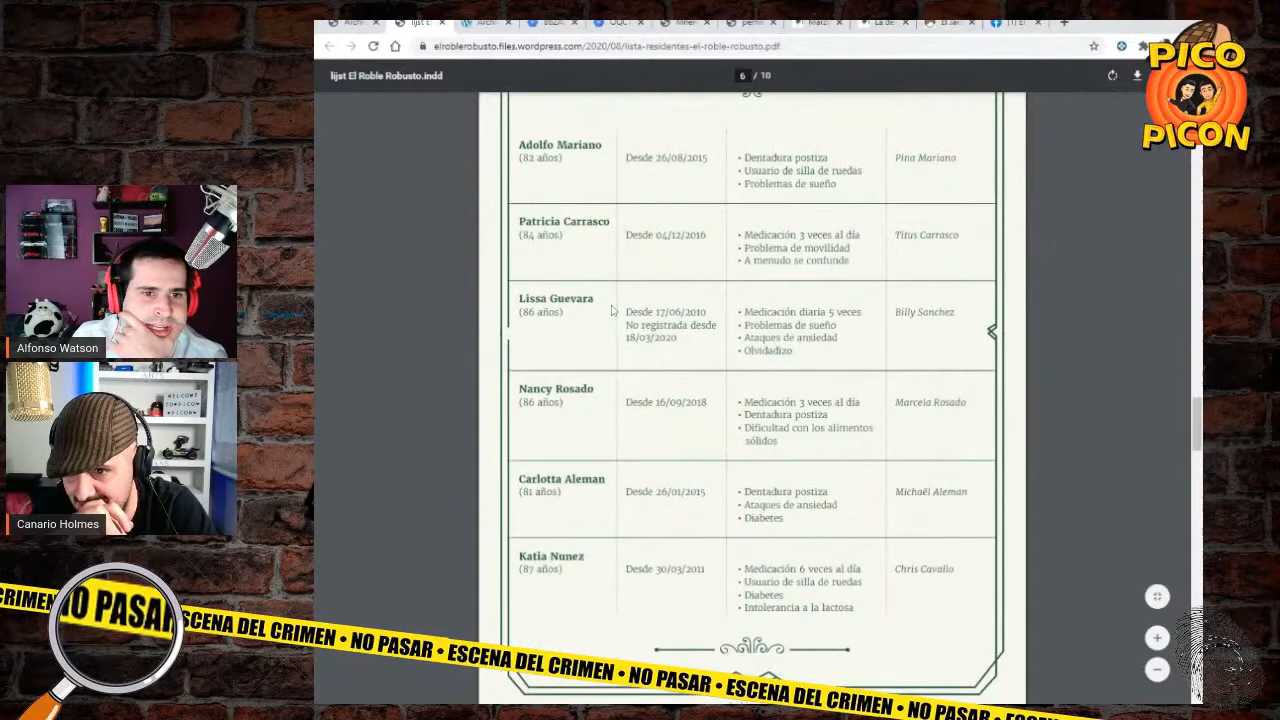 elroblerobusto.files.wordpress.com/2020/08/lista-residentes-el-roble-robusto.pdf
lijst El Roble Robusto.indd
6 / 10
PICO
PICON
Adolfo Mariano
(82 años)
Desde 26/08/2015
• Dentadura postiza
• Usuario de silla de ruedas
• Problemas de sueño
Pina Mariano
Patricia Carrasco
(84 años)
Desde 04/12/2016
• Medicación 3 veces al día
• Problema de movilidad
• A menudo se confunde
Titus Carrasco
Lissa Guevara
(86 años)
Desde 17/06/2010
No registrada desde
18/03/2020
• Medicación diaria 5 veces
• Problemas de sueño
• Ataques de ansiedad
• Olvidadizo
Billy Sanchez
Nancy Rosado
(86 años)
Desde 16/09/2018
• Medicación 3 veces al día
• Dentadura postiza
• Dificultad con los alimentos
sólidos
Marcela Rosado
Carlotta Aleman
(81 años)
Desde 26/01/2015
• Dentadura postiza
• Ataques de ansiedad
• Diabetes
Michaël Aleman
Katia Nunez
(87 años)
Desde 30/03/2011
• Medicación 6 veces al día
• Usuario de silla de ruedas
• Diabetes
• Intolerancia a la lactosa
Chris Cavallo
Alfonso Watson
WELCOME
Canario Holmes
CRIMEN • NO PASAR • ESCENA DEL CRIMEN • NO PASAR • ESCENA DEL CRIMEN • NO PASAR • ESCENA DEL CRIMEN • NO PASAR